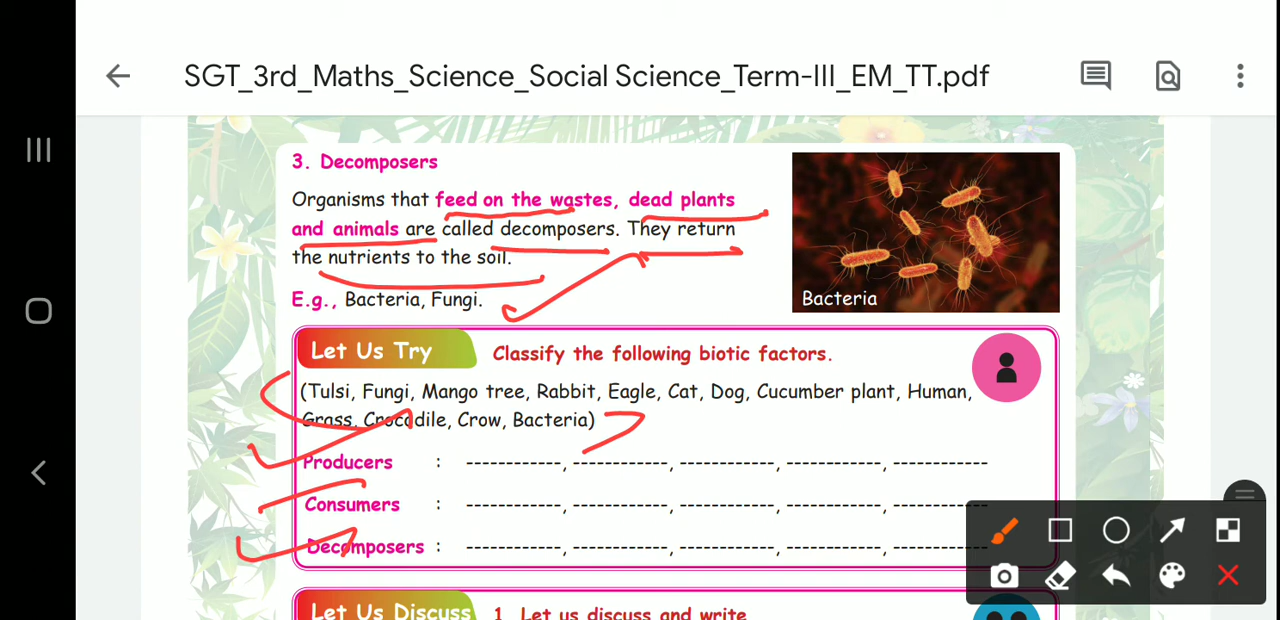 SGT_3rd_Maths_Science_Social Science_Term-III_EM_TT.pdf
3. Decomposers
Organisms that feed on the wastes, dead plants
and animals are called decomposers. They return
the nutrients to the soil.
E.g., Bacteria, Fungi.
Bacteria
Let Us Try
Classify the following biotic factors.
(Tulsi, Fungi, Mango tree, Rabbit, Eagle, Cat, Dog, Cucumber plant, Human,
Grass, Crocodile, Crow, Bacteria)
Producers : ------------, ------------, ------------, ------------, ------------
Consumers : ------------, ------------, ------------, ------------, ------------
Decomposers : ------------, ------------, ------------, ------------, ------------
Let Us Discuss
1. Let us discuss and write